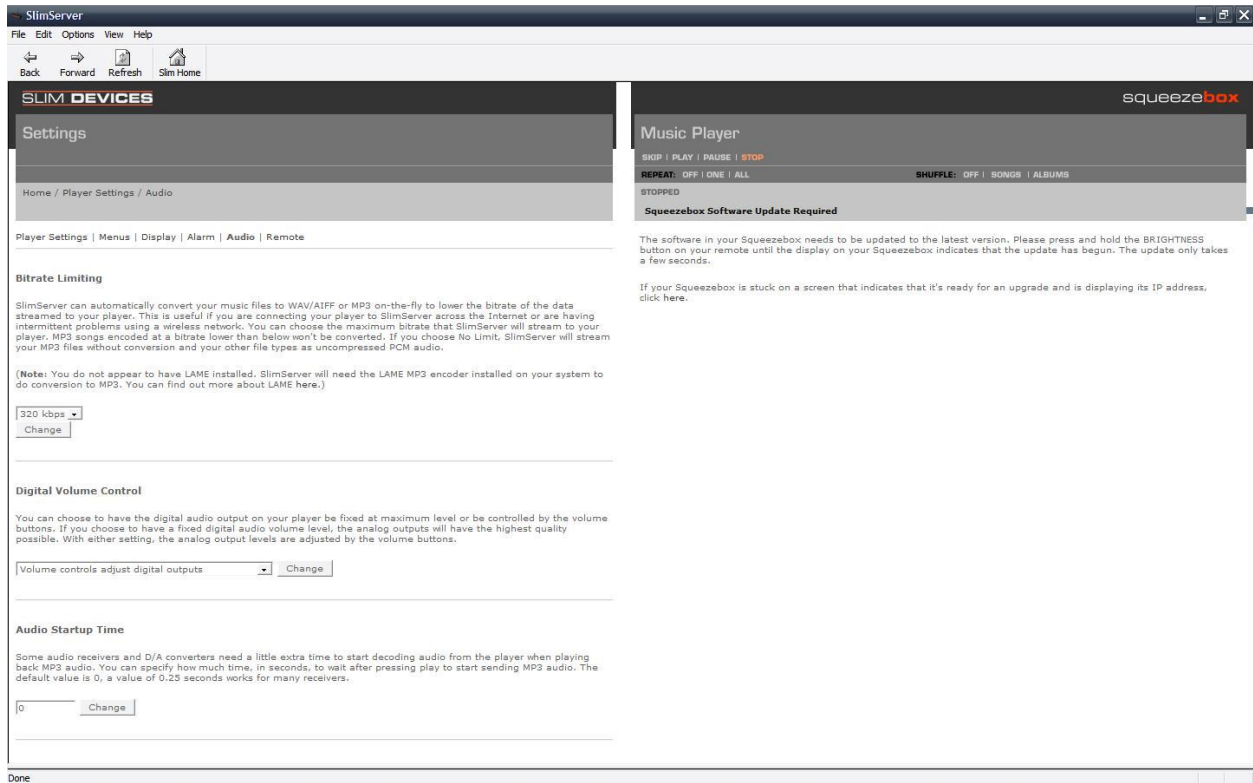 SlimServer
File Edit Options View Help
Back Forward Refresh Slim Home
SLIM DEVICES
Settings
Home / Player Settings / Audio
Player Settings | Menus | Display | Alarm | Audio | Remote
Bitrate Limiting
SlimServer can automatically convert your music files to WAV/AIFF or MP3 on-the-fly to lower the bitrate of the data
streamed to your player. This is useful if you are connecting your player to SlimServer across the Internet or are having
intermittent problems using a wireless network. You can choose the maximum bitrate that SlimServer will stream to your
player. MP3 songs encoded at a bitrate lower than below won't be converted. If you choose No Limit, SlimServer will stream
your MP3 files without conversion and your other file types as uncompressed PCM audio.
(Note: You do not appear to have LAME installed. SlimServer will need the LAME MP3 encoder installed on your system to
do conversion to MP3. You can find out more about LAME here.)
320 kbps
Change
Digital Volume Control
You can choose to have the digital audio output on your player be fixed at maximum level or be controlled by the volume
buttons. If you choose to have a fixed digital audio volume level, the analog outputs will have the highest quality
possible. With either setting, the analog output levels are adjusted by the volume buttons.
Volume controls adjust digital outputs Change
Audio Startup Time
Some audio receivers and D/A converters need a little extra time to start decoding audio from the player when playing
back MP3 audio. You can specify how much time, in seconds, to wait after pressing play to start sending MP3 audio. The
default value is 0, a value of 0.25 seconds works for many receivers.
0 Change
squeezebox
Music Player
SKIP | PLAY | PAUSE | STOP
REPEAT: OFF | ONE | ALL SHUFFLE: OFF | SONGS | ALBUMS
STOPPED
Squeezebox Software Update Required
The software in your Squeezebox needs to be updated to the latest version. Please press and hold the BRIGHTNESS
button on your remote until the display on your Squeezebox indicates that the update has begun. The update only takes
a few seconds.
If your Squeezebox is stuck on a screen that indicates that it's ready for an upgrade and is displaying its IP address,
click here.
Done